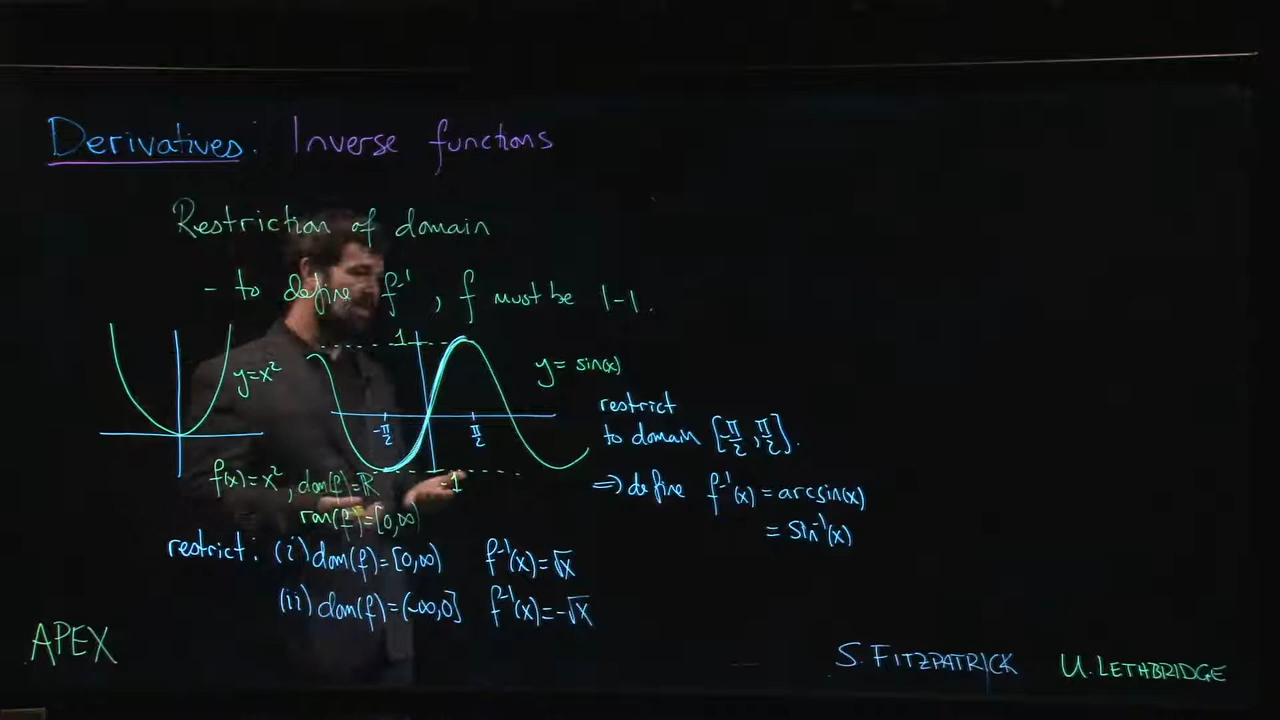 Derivatives: Inverse functions
Restriction of domain
- to define f⁻¹, f must be 1-1.
1
y=x²
y= sin(x)
-π/2
π/2
-1
restrict
to domain [-π/2, π/2].
⇒ define f⁻¹(x) = arcsin(x)
= sin⁻¹(x)
f(x)=x², dom(f)=ℝ
ran(f)=[0,∞)
restrict: (i) dom(f)=[0,∞) f⁻¹(x)=√x
(ii) dom(f)=(-∞,0] f⁻¹(x)=-√x
APEX
S. FITZPATRICK U. LETHBRIDGE